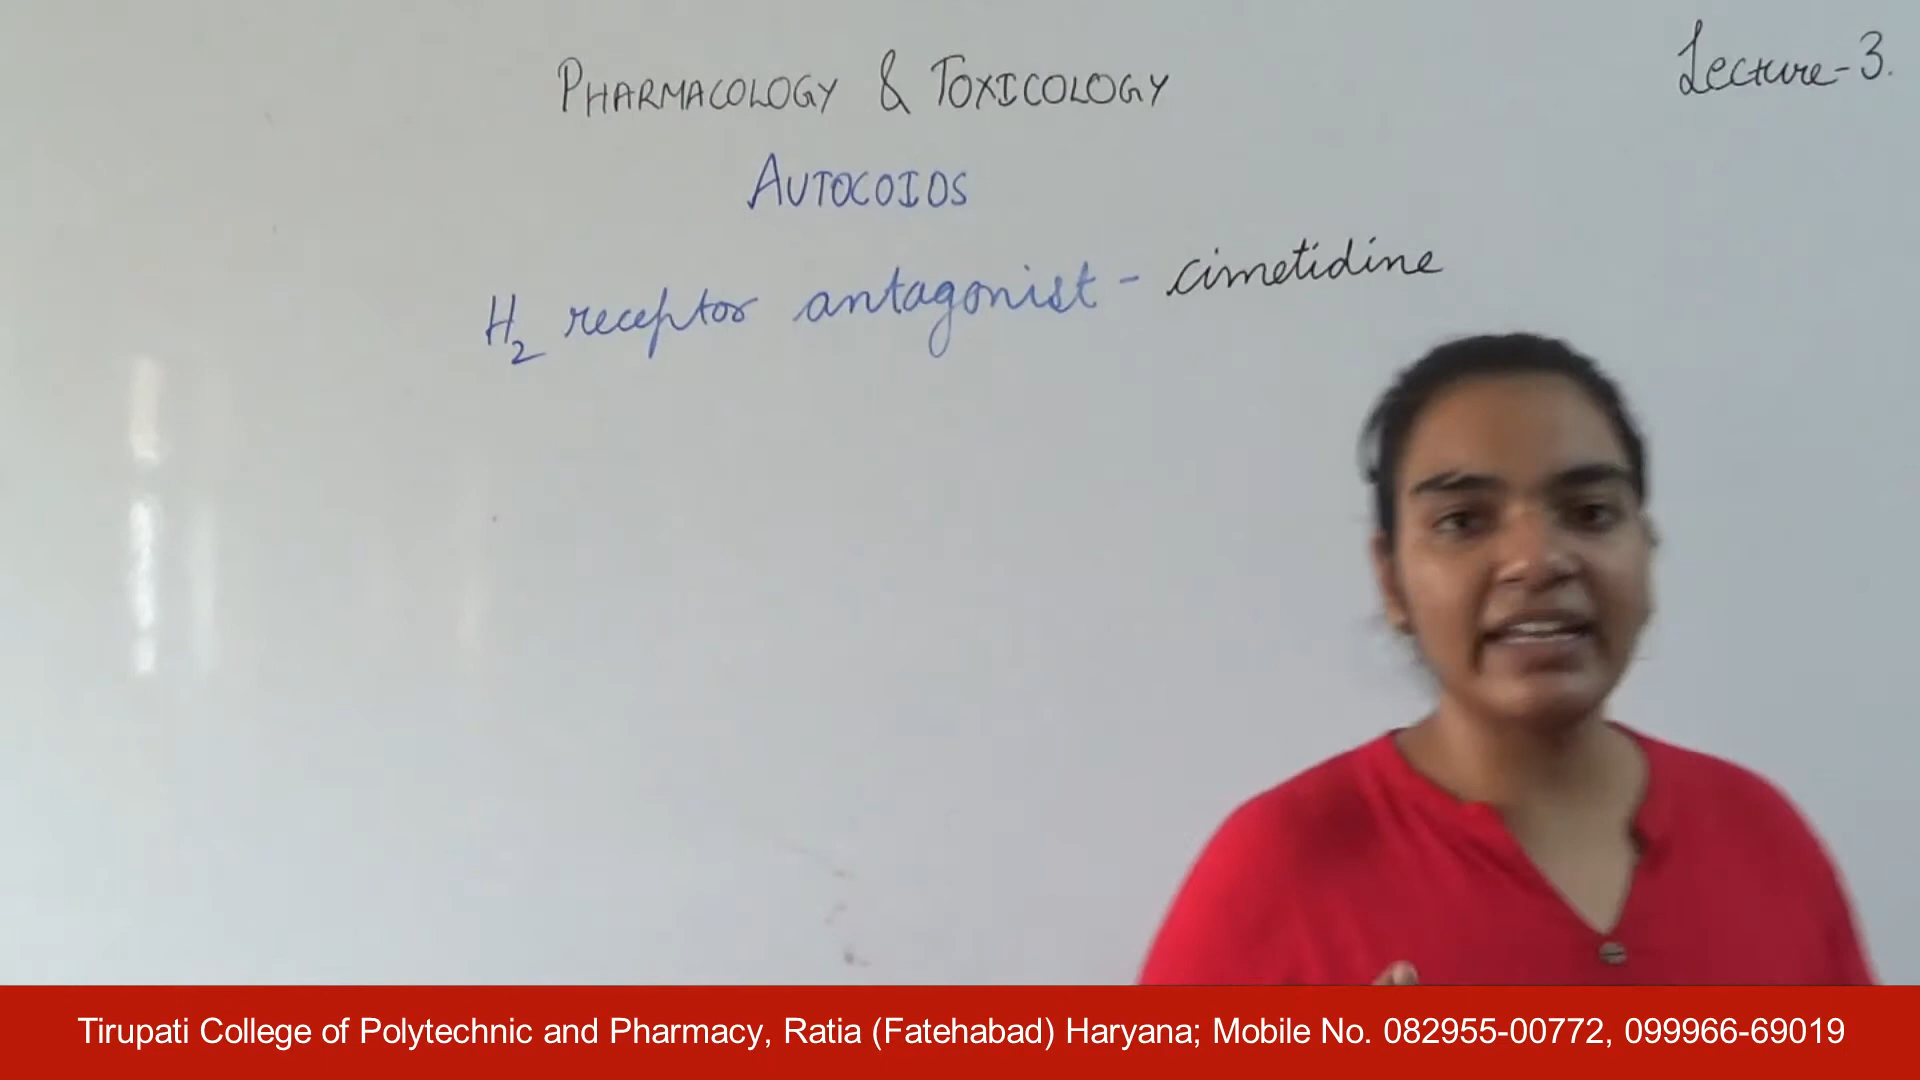 Lecture-3.
PHARMACOLOGY & TOXICOLOGY
AUTOCOIDS
H2 receptor antagonist - cimetidine
Tirupati College of Polytechnic and Pharmacy, Ratia (Fatehabad) Haryana; Mobile No. 082955-00772, 099966-69019